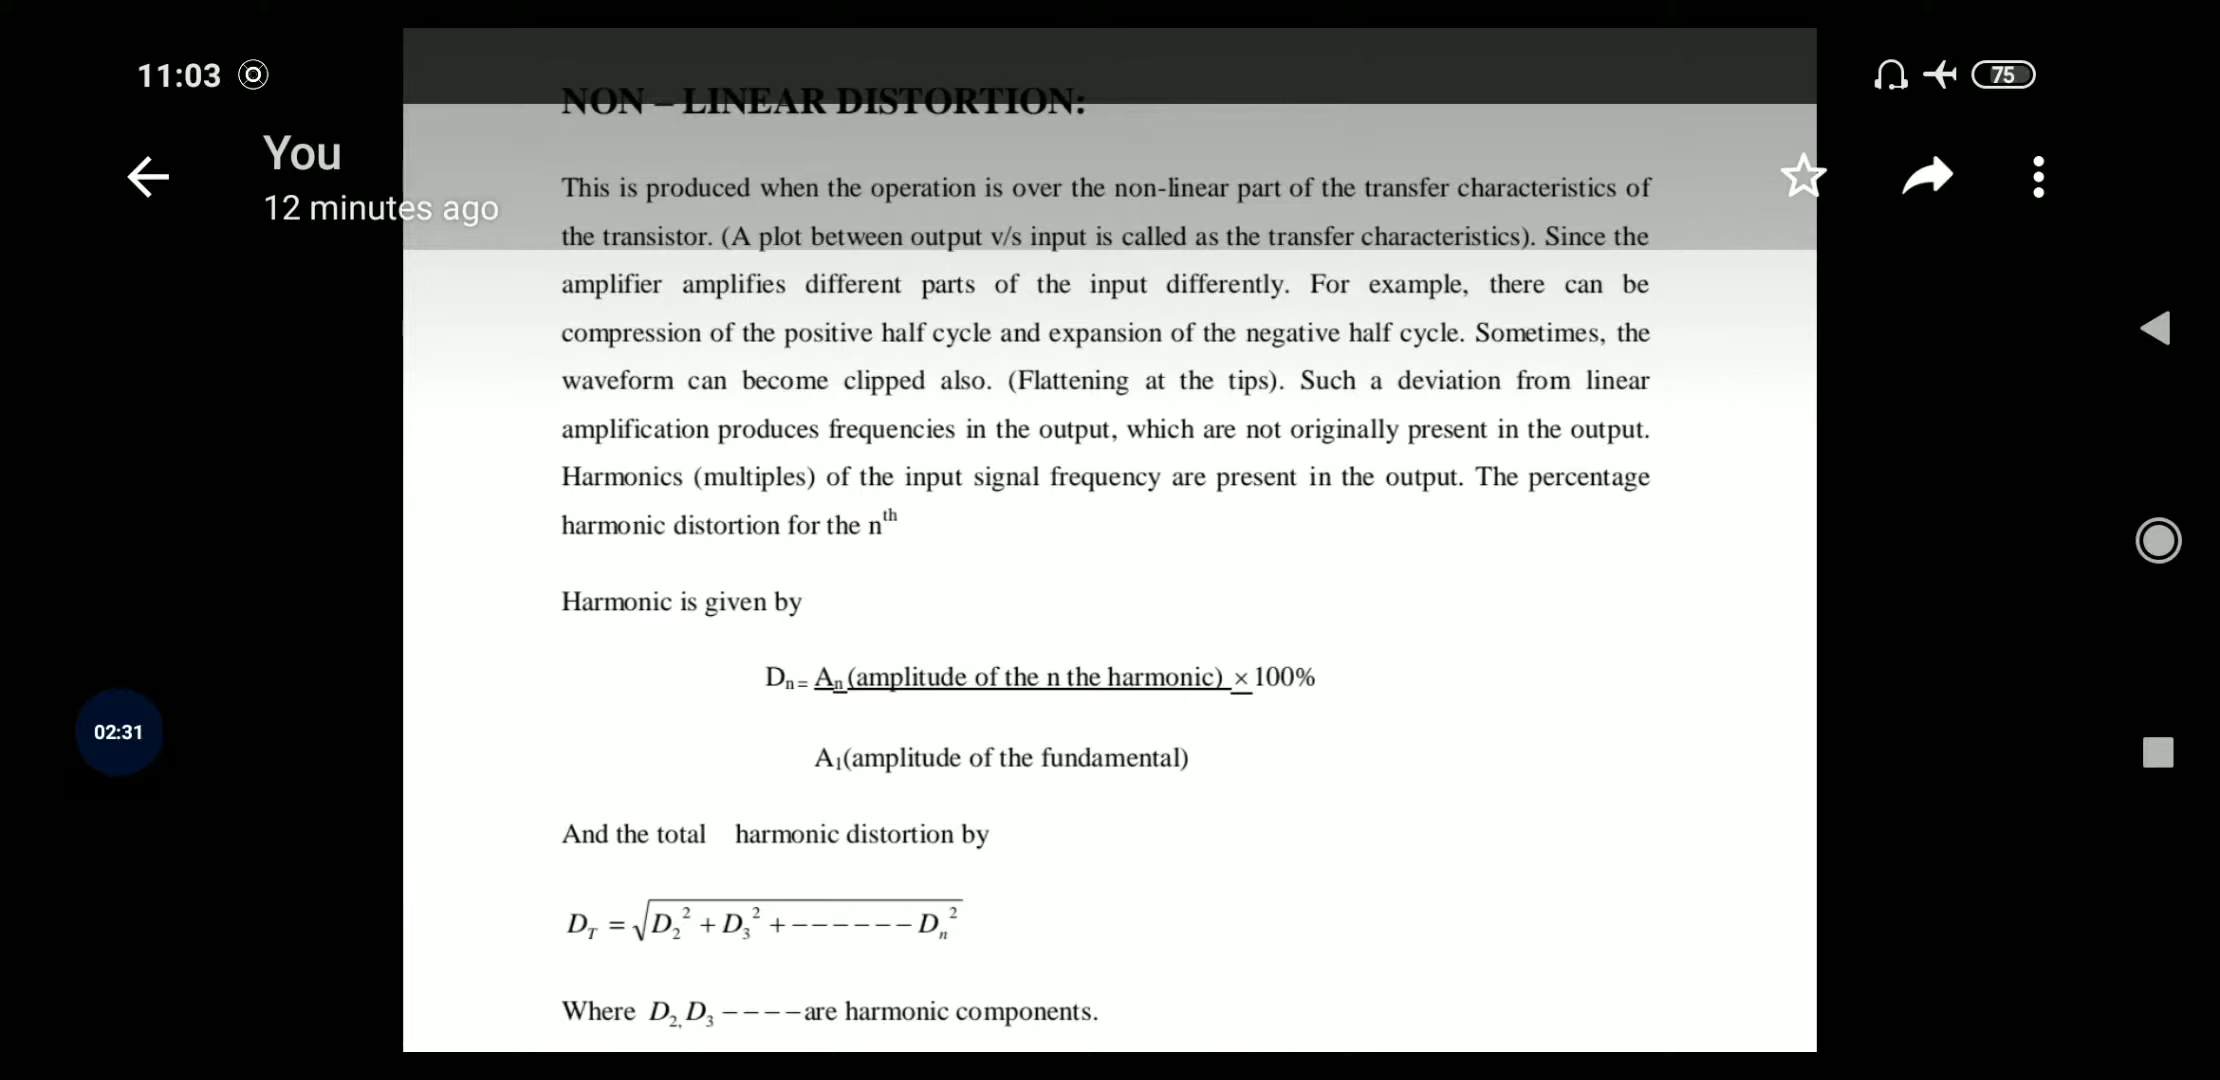 11:03
75
You
12 minutes ago
NON – LINEAR DISTORTION:
This is produced when the operation is over the non-linear part of the transfer characteristics of
the transistor. (A plot between output v/s input is called as the transfer characteristics). Since the
amplifier amplifies different parts of the input differently. For example, there can be
compression of the positive half cycle and expansion of the negative half cycle. Sometimes, the
waveform can become clipped also. (Flattening at the tips). Such a deviation from linear
amplification produces frequencies in the output, which are not originally present in the output.
Harmonics (multiples) of the input signal frequency are present in the output. The percentage
harmonic distortion for the nᵗʰ
Harmonic is given by
Dₙ= Aₙ(amplitude of the n the harmonic) × 100%
A₁(amplitude of the fundamental)
02:31
And the total harmonic distortion by
D_T = √(D₂² + D₃² + − − − − − − Dₙ²)
Where D₂, D₃ − − − − are harmonic components.